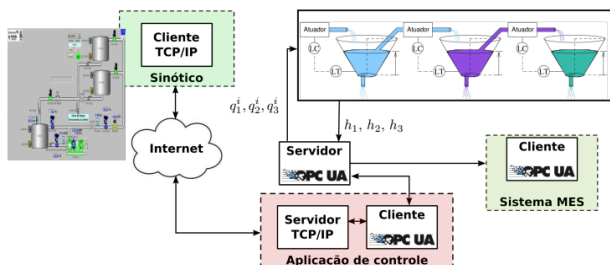 Cliente
TCP/IP
Sinótico
Atuador
LC
LT
Atuador
LC
LT
Atuador
LC
LT
q₁ⁱ, q₂ⁱ, q₃ⁱ
h₁, h₂, h₃
Internet
Servidor
OPC UA
Cliente
OPC UA
Sistema MES
Servidor
TCP/IP
Cliente
OPC UA
Aplicação de controle